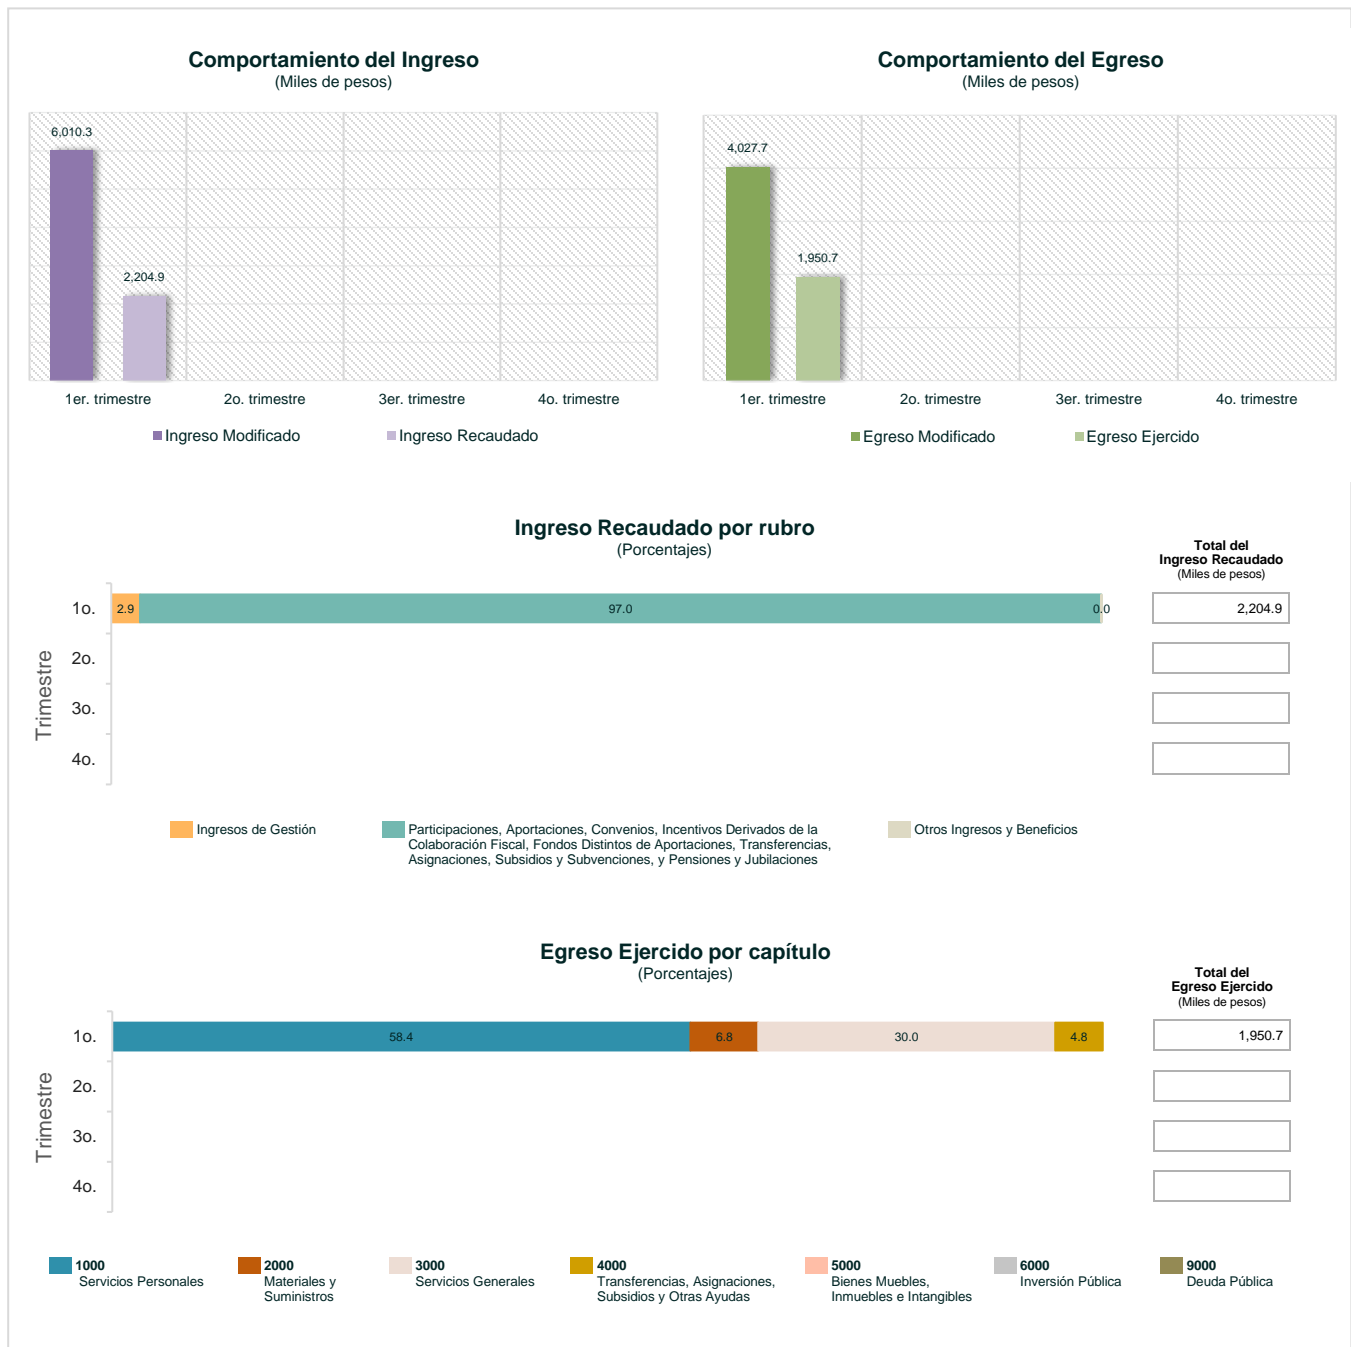 Comportamiento del Ingreso
(Miles de pesos)
6,010.3
2,204.9
1er. trimestre
2o. trimestre
3er. trimestre
4o. trimestre
Ingreso Modificado
Ingreso Recaudado
Comportamiento del Egreso
(Miles de pesos)
4,027.7
1,950.7
1er. trimestre
2o. trimestre
3er. trimestre
4o. trimestre
Egreso Modificado
Egreso Ejercido
Ingreso Recaudado por rubro
(Porcentajes)
Total del
Ingreso Recaudado
(Miles de pesos)
Trimestre
1o.
2.9
97.0
0.0
2,204.9
2o.
3o.
4o.
Ingresos de Gestión
Participaciones, Aportaciones, Convenios, Incentivos Derivados de la
Colaboración Fiscal, Fondos Distintos de Aportaciones, Transferencias,
Asignaciones, Subsidios y Subvenciones, y Pensiones y Jubilaciones
Otros Ingresos y Beneficios
Egreso Ejercido por capítulo
(Porcentajes)
Total del
Egreso Ejercido
(Miles de pesos)
Trimestre
1o.
58.4
6.8
30.0
4.8
1,950.7
2o.
3o.
4o.
1000
Servicios Personales
2000
Materiales y
Suministros
3000
Servicios Generales
4000
Transferencias, Asignaciones,
Subsidios y Otras Ayudas
5000
Bienes Muebles,
Inmuebles e Intangibles
6000
Inversión Pública
9000
Deuda Pública